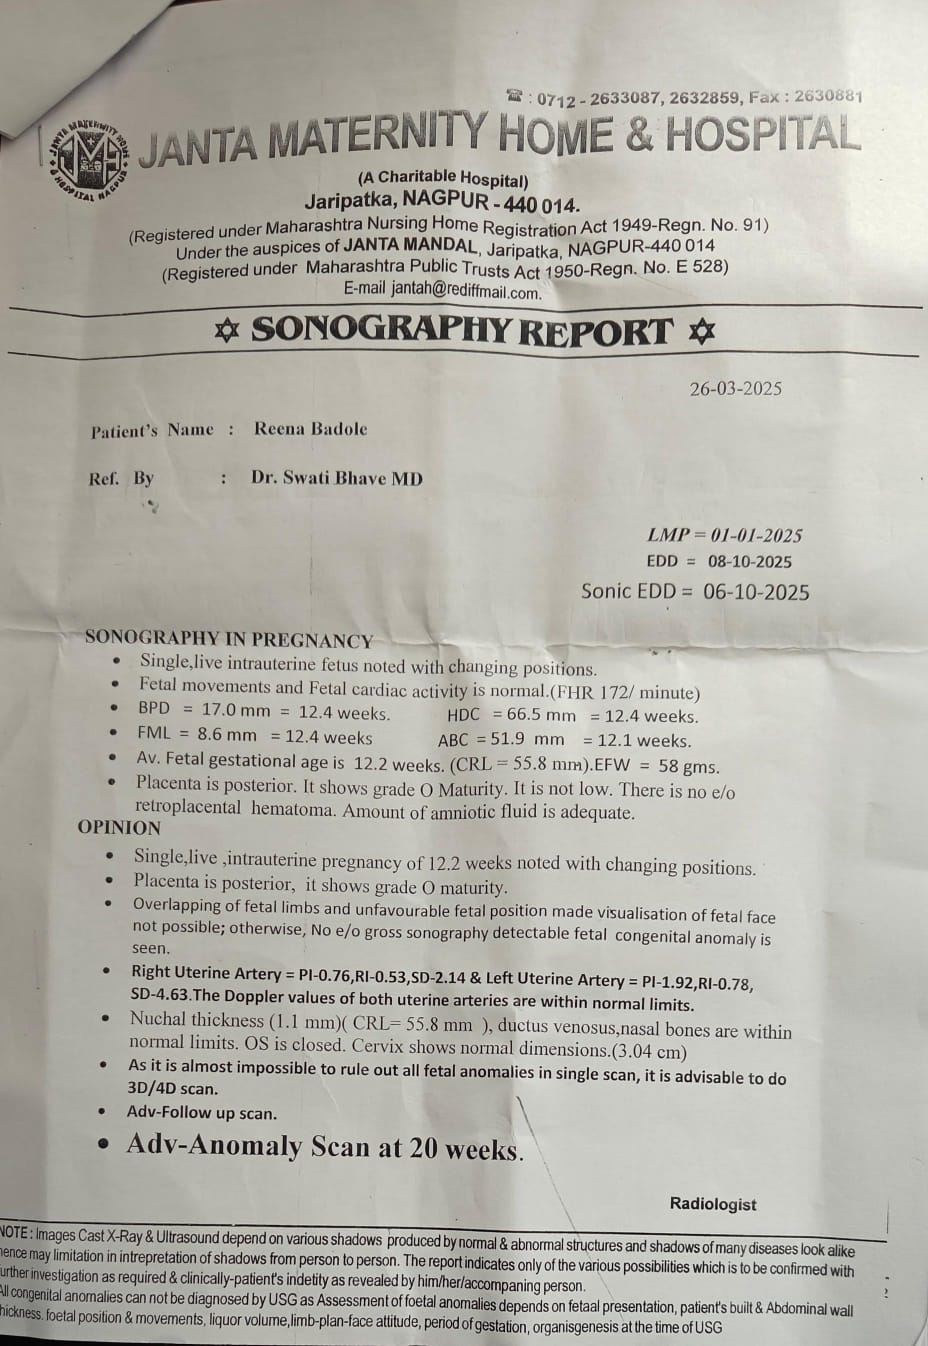 ☎ : 0712 - 2633087, 2632859, Fax : 2630881
JANTA MATERNITY HOME & HOSPITAL
(A Charitable Hospital)
Jaripatka, NAGPUR - 440 014.
(Registered under Maharashtra Nursing Home Registration Act 1949-Regn. No. 91)
Under the auspices of JANTA MANDAL, Jaripatka, NAGPUR-440 014
(Registered under Maharashtra Public Trusts Act 1950-Regn. No. E 528)
E-mail jantah@rediffmail.com.
✡ SONOGRAPHY REPORT ✡
26-03-2025
Patient's Name : Reena Badole
Ref. By : Dr. Swati Bhave MD
LMP = 01-01-2025
EDD = 08-10-2025
Sonic EDD = 06-10-2025
SONOGRAPHY IN PREGNANCY
• Single,live intrauterine fetus noted with changing positions.
• Fetal movements and Fetal cardiac activity is normal.(FHR 172/ minute)
• BPD = 17.0 mm = 12.4 weeks. HDC = 66.5 mm = 12.4 weeks.
• FML = 8.6 mm = 12.4 weeks ABC = 51.9 mm = 12.1 weeks.
• Av. Fetal gestational age is 12.2 weeks. (CRL = 55.8 mm).EFW = 58 gms.
• Placenta is posterior. It shows grade O Maturity. It is not low. There is no e/o
retroplacental hematoma. Amount of amniotic fluid is adequate.
OPINION
• Single,live ,intrauterine pregnancy of 12.2 weeks noted with changing positions.
• Placenta is posterior, it shows grade O maturity.
• Overlapping of fetal limbs and unfavourable fetal position made visualisation of fetal face
not possible; otherwise, No e/o gross sonography detectable fetal congenital anomaly is
seen.
• Right Uterine Artery = PI-0.76,RI-0.53,SD-2.14 & Left Uterine Artery = PI-1.92,RI-0.78,
SD-4.63.The Doppler values of both uterine arteries are within normal limits.
• Nuchal thickness (1.1 mm)( CRL= 55.8 mm ), ductus venosus,nasal bones are within
normal limits. OS is closed. Cervix shows normal dimensions.(3.04 cm)
• As it is almost impossible to rule out all fetal anomalies in single scan, it is advisable to do
3D/4D scan.
• Adv-Follow up scan.
• Adv-Anomaly Scan at 20 weeks.
Radiologist
NOTE : Images Cast X-Ray & Ultrasound depend on various shadows produced by normal & abnormal structures and shadows of many diseases look alike
hence may limitation in intrepretation of shadows from person to person. The report indicates only of the various possibilities which is to be confirmed with
further investigation as required & clinically-patient's indetity as revealed by him/her/accompaning person.
All congenital anomalies can not be diagnosed by USG as Assessment of foetal anomalies depends on fetaal presentation, patient's built & Abdominal wall
thickness. foetal position & movements, liquor volume,limb-plan-face attitude, period of gestation, organisgenesis at the time of USG